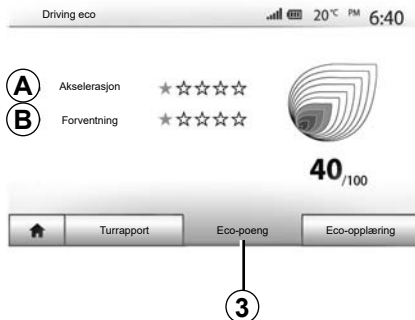 Driving eco 20°C PM 6:40
A Akselerasjon
B Forventning
40/100
Turrapport Eco-poeng Eco-opplæring
3